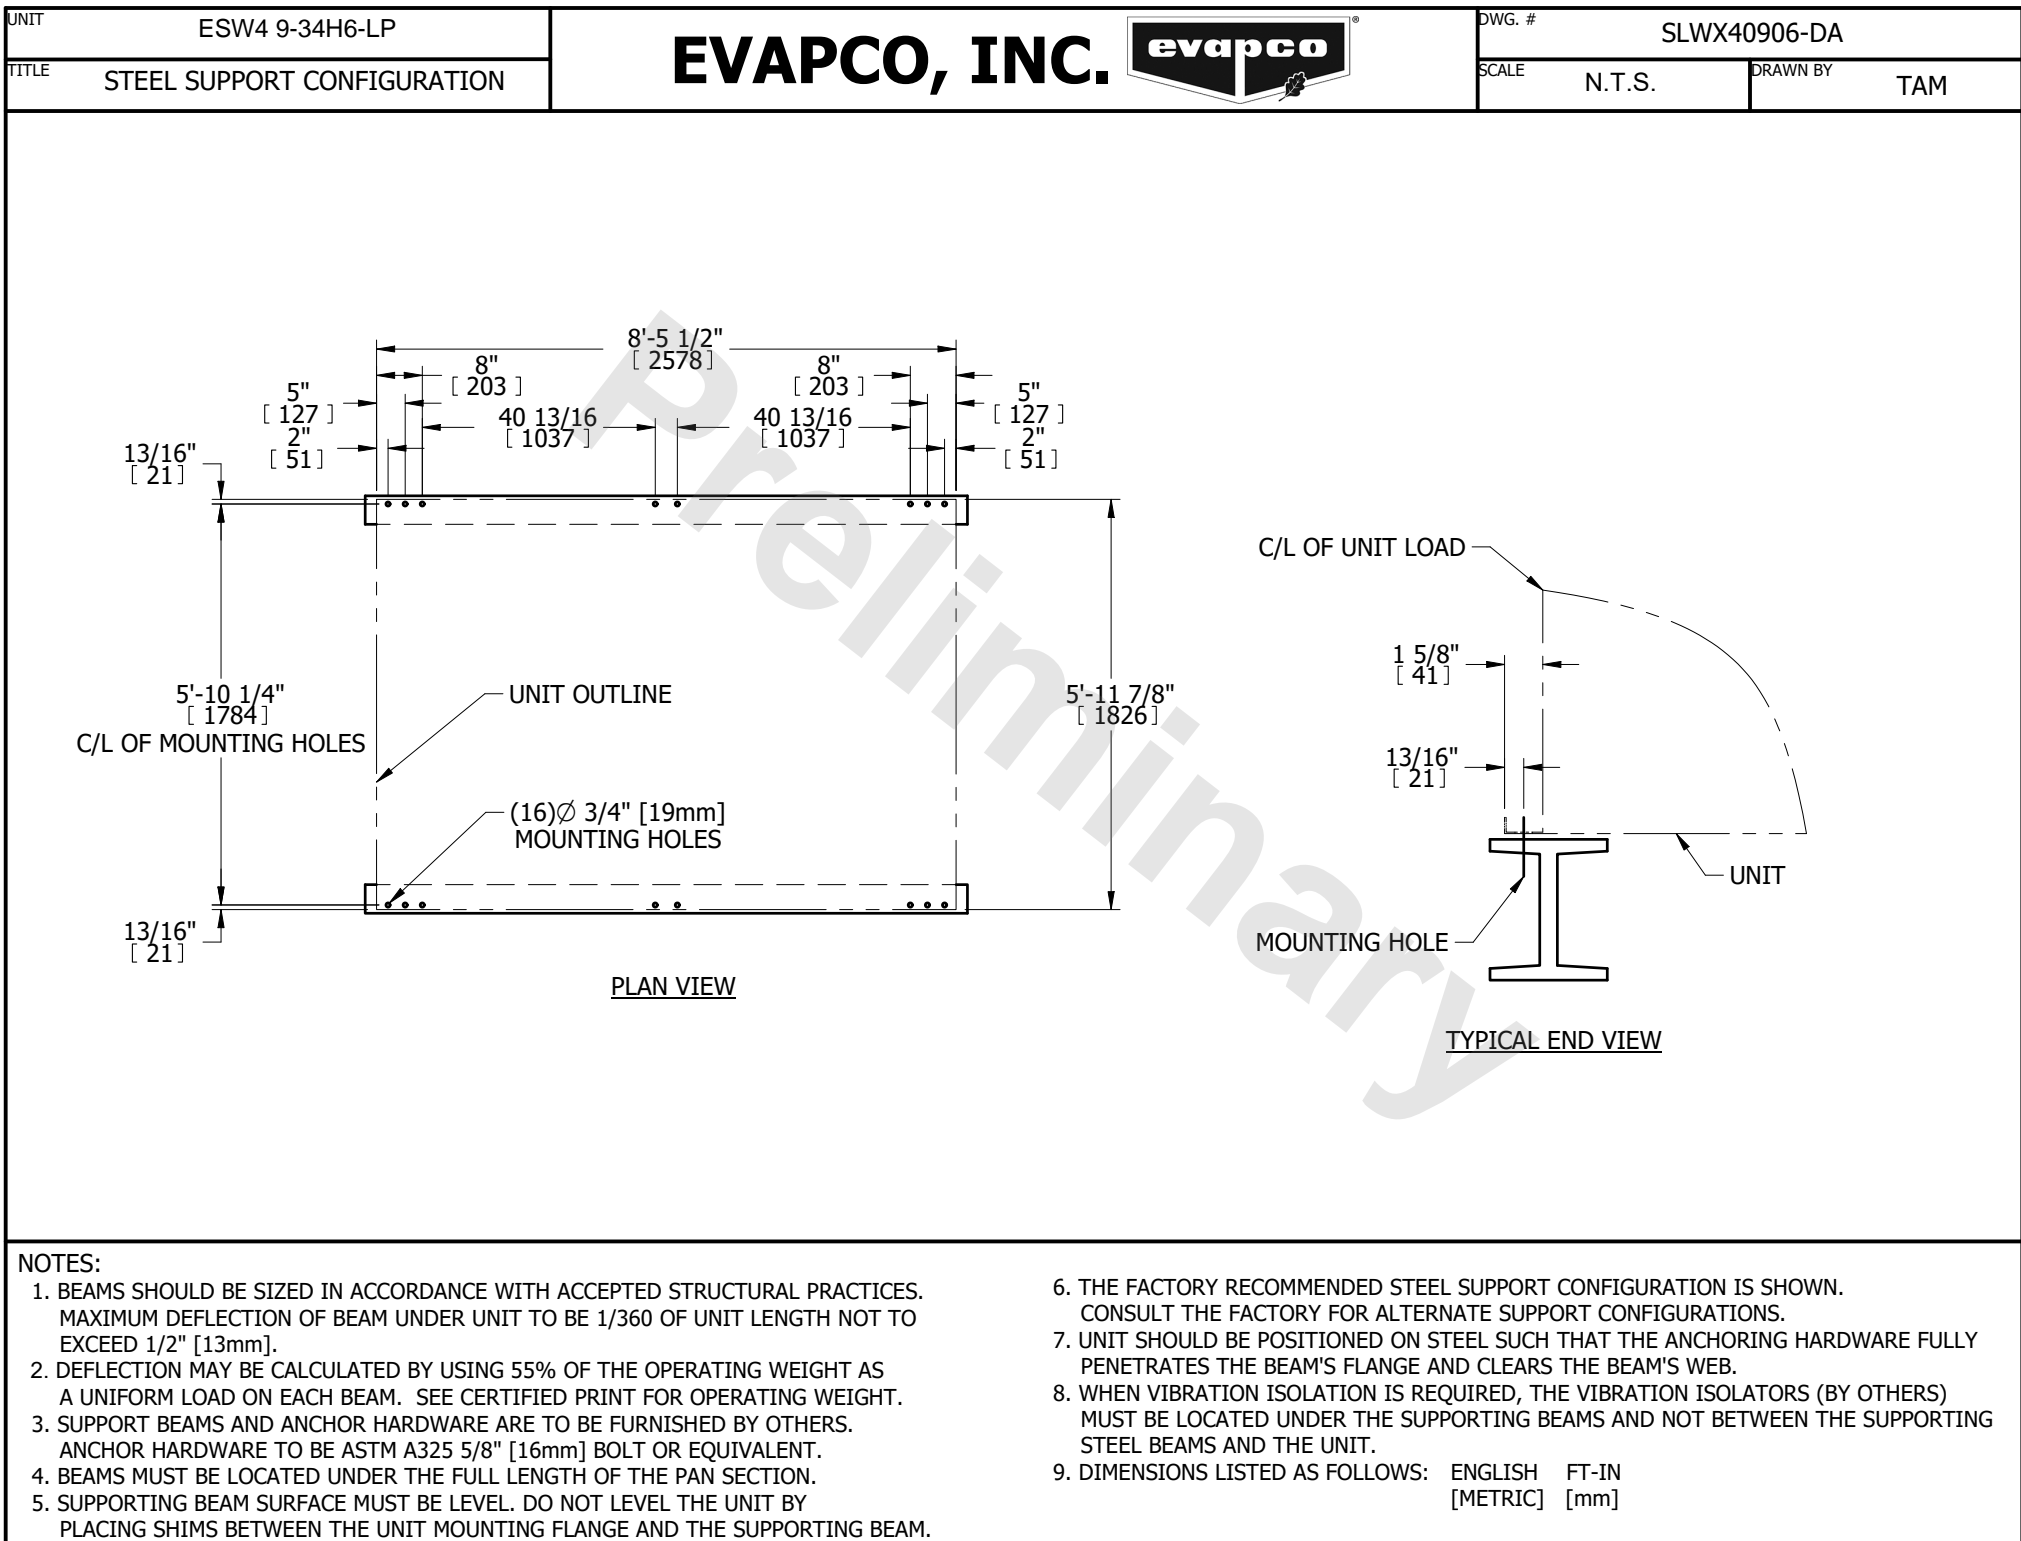 UNIT
ESW4 9-34H6-LP
TITLE
STEEL SUPPORT CONFIGURATION
EVAPCO, INC.
evapco
®
DWG. #
SLWX40906-DA
SCALE
N.T.S.
DRAWN BY
TAM
8'-5 1/2"
[ 2578 ]
8"
[ 203 ]
8"
[ 203 ]
5"
[ 127 ]
5"
[ 127 ]
40 13/16
[ 1037 ]
40 13/16
[ 1037 ]
2"
[ 51 ]
2"
[ 51 ]
13/16"
[ 21 ]
5'-10 1/4"
[ 1784 ]
C/L OF MOUNTING HOLES
UNIT OUTLINE
5'-11 7/8"
[ 1826 ]
(16)Ø 3/4" [19mm]
MOUNTING HOLES
13/16"
[ 21 ]
PLAN VIEW
C/L OF UNIT LOAD
1 5/8"
[ 41 ]
13/16"
[ 21 ]
UNIT
MOUNTING HOLE
TYPICAL END VIEW
Preliminary
NOTES:
1. BEAMS SHOULD BE SIZED IN ACCORDANCE WITH ACCEPTED STRUCTURAL PRACTICES.
MAXIMUM DEFLECTION OF BEAM UNDER UNIT TO BE 1/360 OF UNIT LENGTH NOT TO
EXCEED 1/2" [13mm].
2. DEFLECTION MAY BE CALCULATED BY USING 55% OF THE OPERATING WEIGHT AS
A UNIFORM LOAD ON EACH BEAM. SEE CERTIFIED PRINT FOR OPERATING WEIGHT.
3. SUPPORT BEAMS AND ANCHOR HARDWARE ARE TO BE FURNISHED BY OTHERS.
ANCHOR HARDWARE TO BE ASTM A325 5/8" [16mm] BOLT OR EQUIVALENT.
4. BEAMS MUST BE LOCATED UNDER THE FULL LENGTH OF THE PAN SECTION.
5. SUPPORTING BEAM SURFACE MUST BE LEVEL. DO NOT LEVEL THE UNIT BY
PLACING SHIMS BETWEEN THE UNIT MOUNTING FLANGE AND THE SUPPORTING BEAM.
6. THE FACTORY RECOMMENDED STEEL SUPPORT CONFIGURATION IS SHOWN.
CONSULT THE FACTORY FOR ALTERNATE SUPPORT CONFIGURATIONS.
7. UNIT SHOULD BE POSITIONED ON STEEL SUCH THAT THE ANCHORING HARDWARE FULLY
PENETRATES THE BEAM'S FLANGE AND CLEARS THE BEAM'S WEB.
8. WHEN VIBRATION ISOLATION IS REQUIRED, THE VIBRATION ISOLATORS (BY OTHERS)
MUST BE LOCATED UNDER THE SUPPORTING BEAMS AND NOT BETWEEN THE SUPPORTING
STEEL BEAMS AND THE UNIT.
9. DIMENSIONS LISTED AS FOLLOWS: ENGLISH FT-IN
[METRIC] [mm]